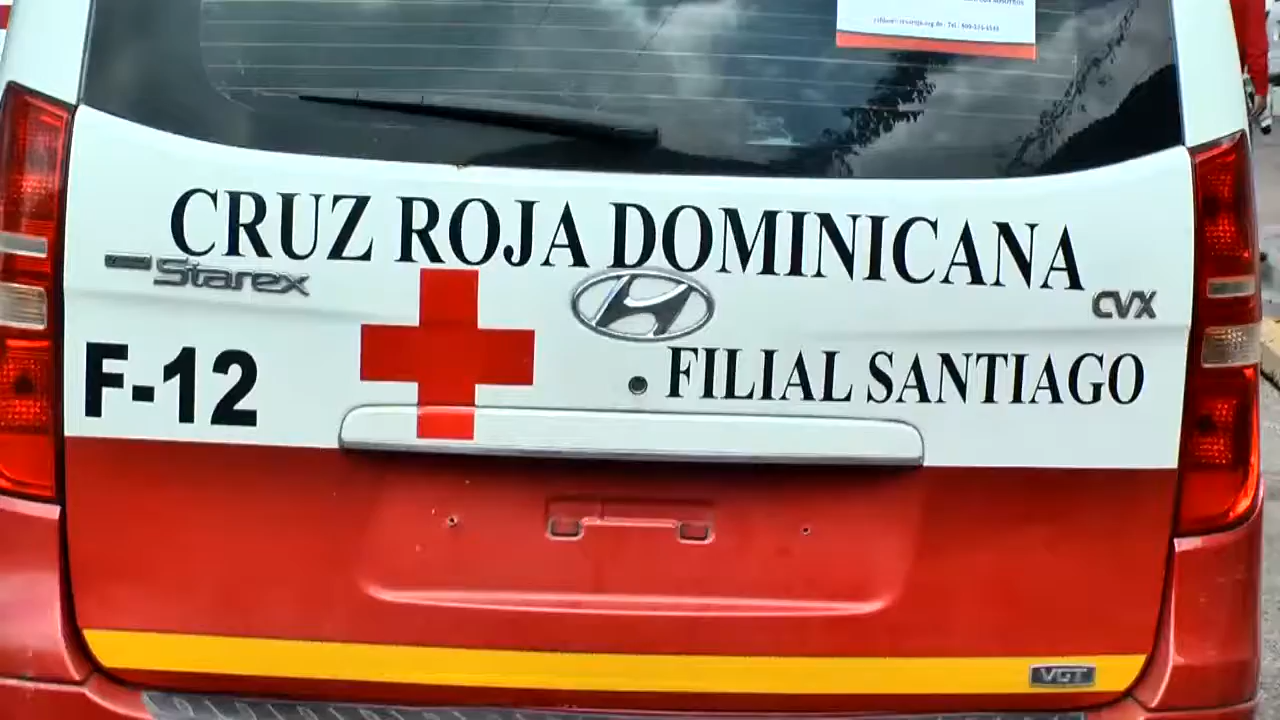 CRUZ ROJA DOMINICANA
Starex
CVX
F-12
FILIAL SANTIAGO
VGT